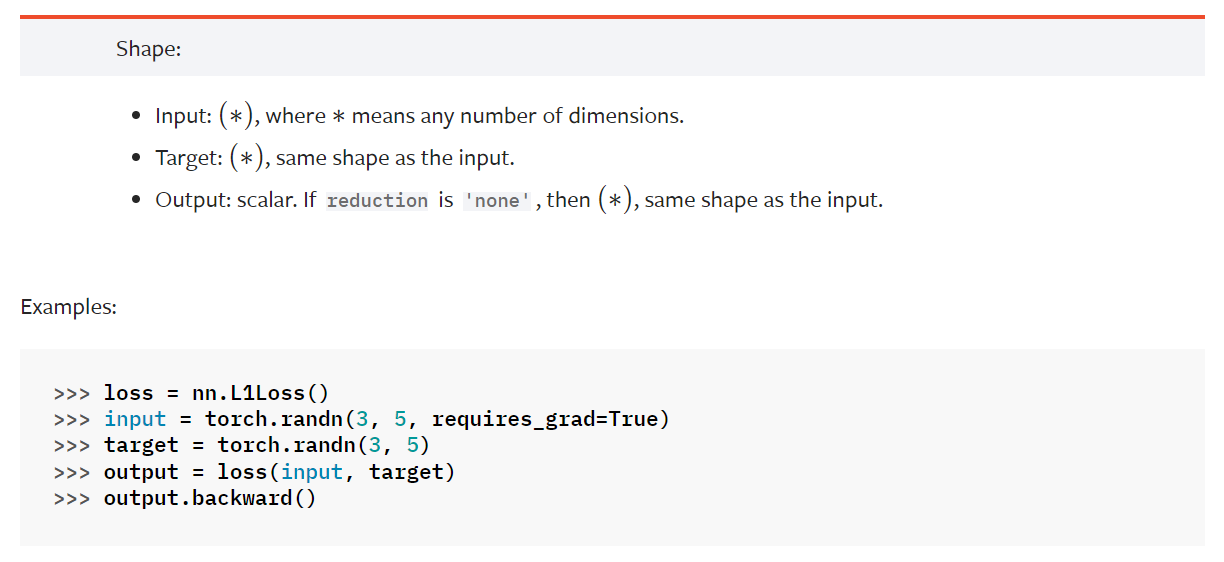 Shape:
• Input: (∗), where ∗ means any number of dimensions.
• Target: (∗), same shape as the input.
• Output: scalar. If reduction is 'none', then (∗), same shape as the input.
Examples:
>>> loss = nn.L1Loss()
>>> input = torch.randn(3, 5, requires_grad=True)
>>> target = torch.randn(3, 5)
>>> output = loss(input, target)
>>> output.backward()